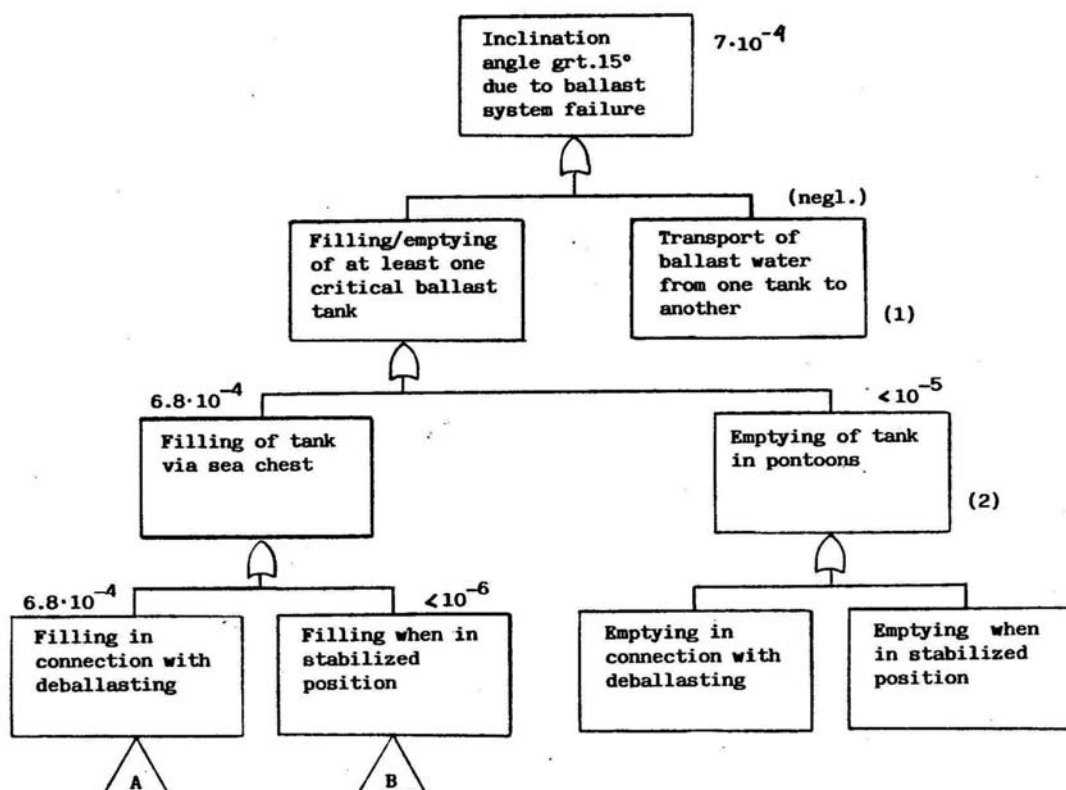 Inclination
angle grt.15°
due to ballast
system failure
7·10⁻⁴
(negl.)
Filling/emptying
of at least one
critical ballast
tank
Transport of
ballast water
from one tank to
another
(1)
6.8·10⁻⁴
Filling of tank
via sea chest
<10⁻⁵
Emptying of tank
in pontoons
(2)
6.8·10⁻⁴
Filling in
connection with
deballasting
<10⁻⁶
Filling when in
stabilized
position
Emptying in
connection with
deballasting
Emptying when
in stabilized
position
A
B